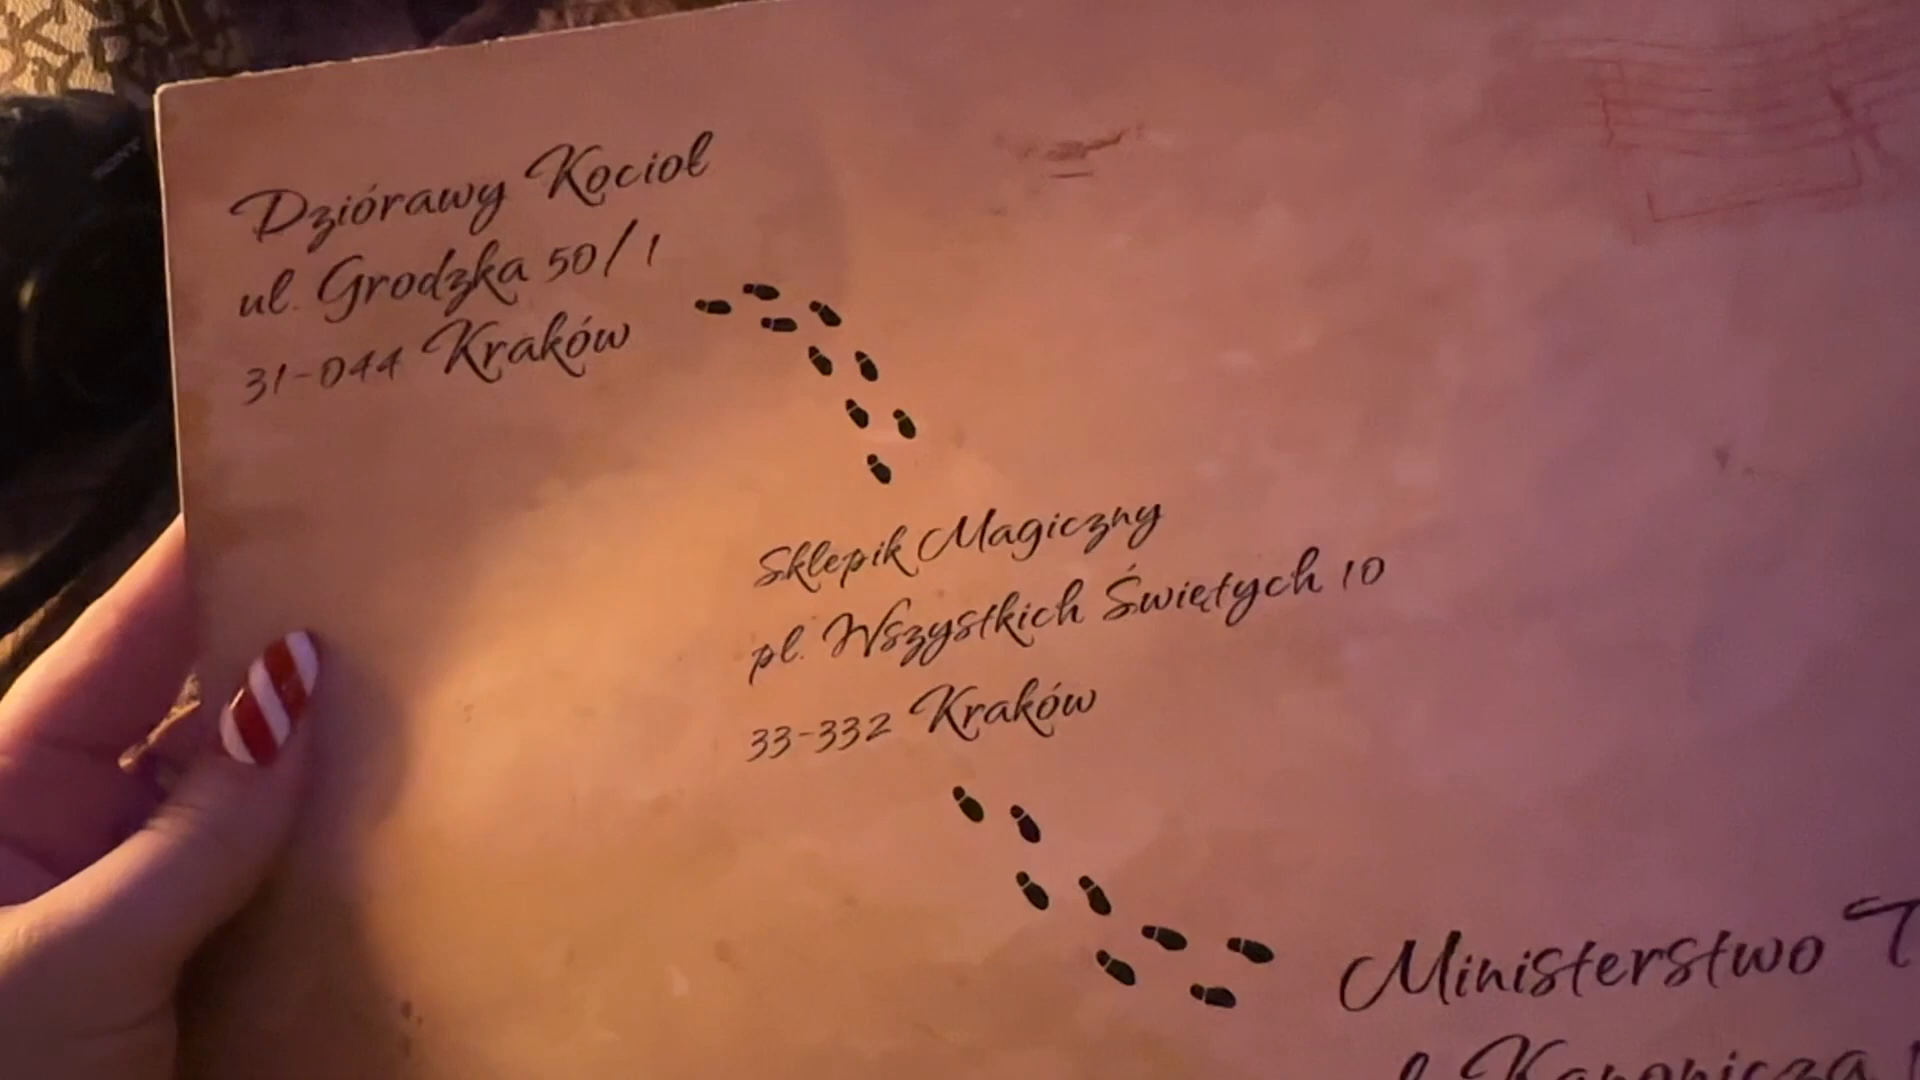 Dziórawy Kocioł
ul. Grodzka 50/1
31-044 Kraków
Sklepik Magiczny
pl. Wszystkich Świętych 10
33-332 Kraków
Ministerstwo
Kanonicza